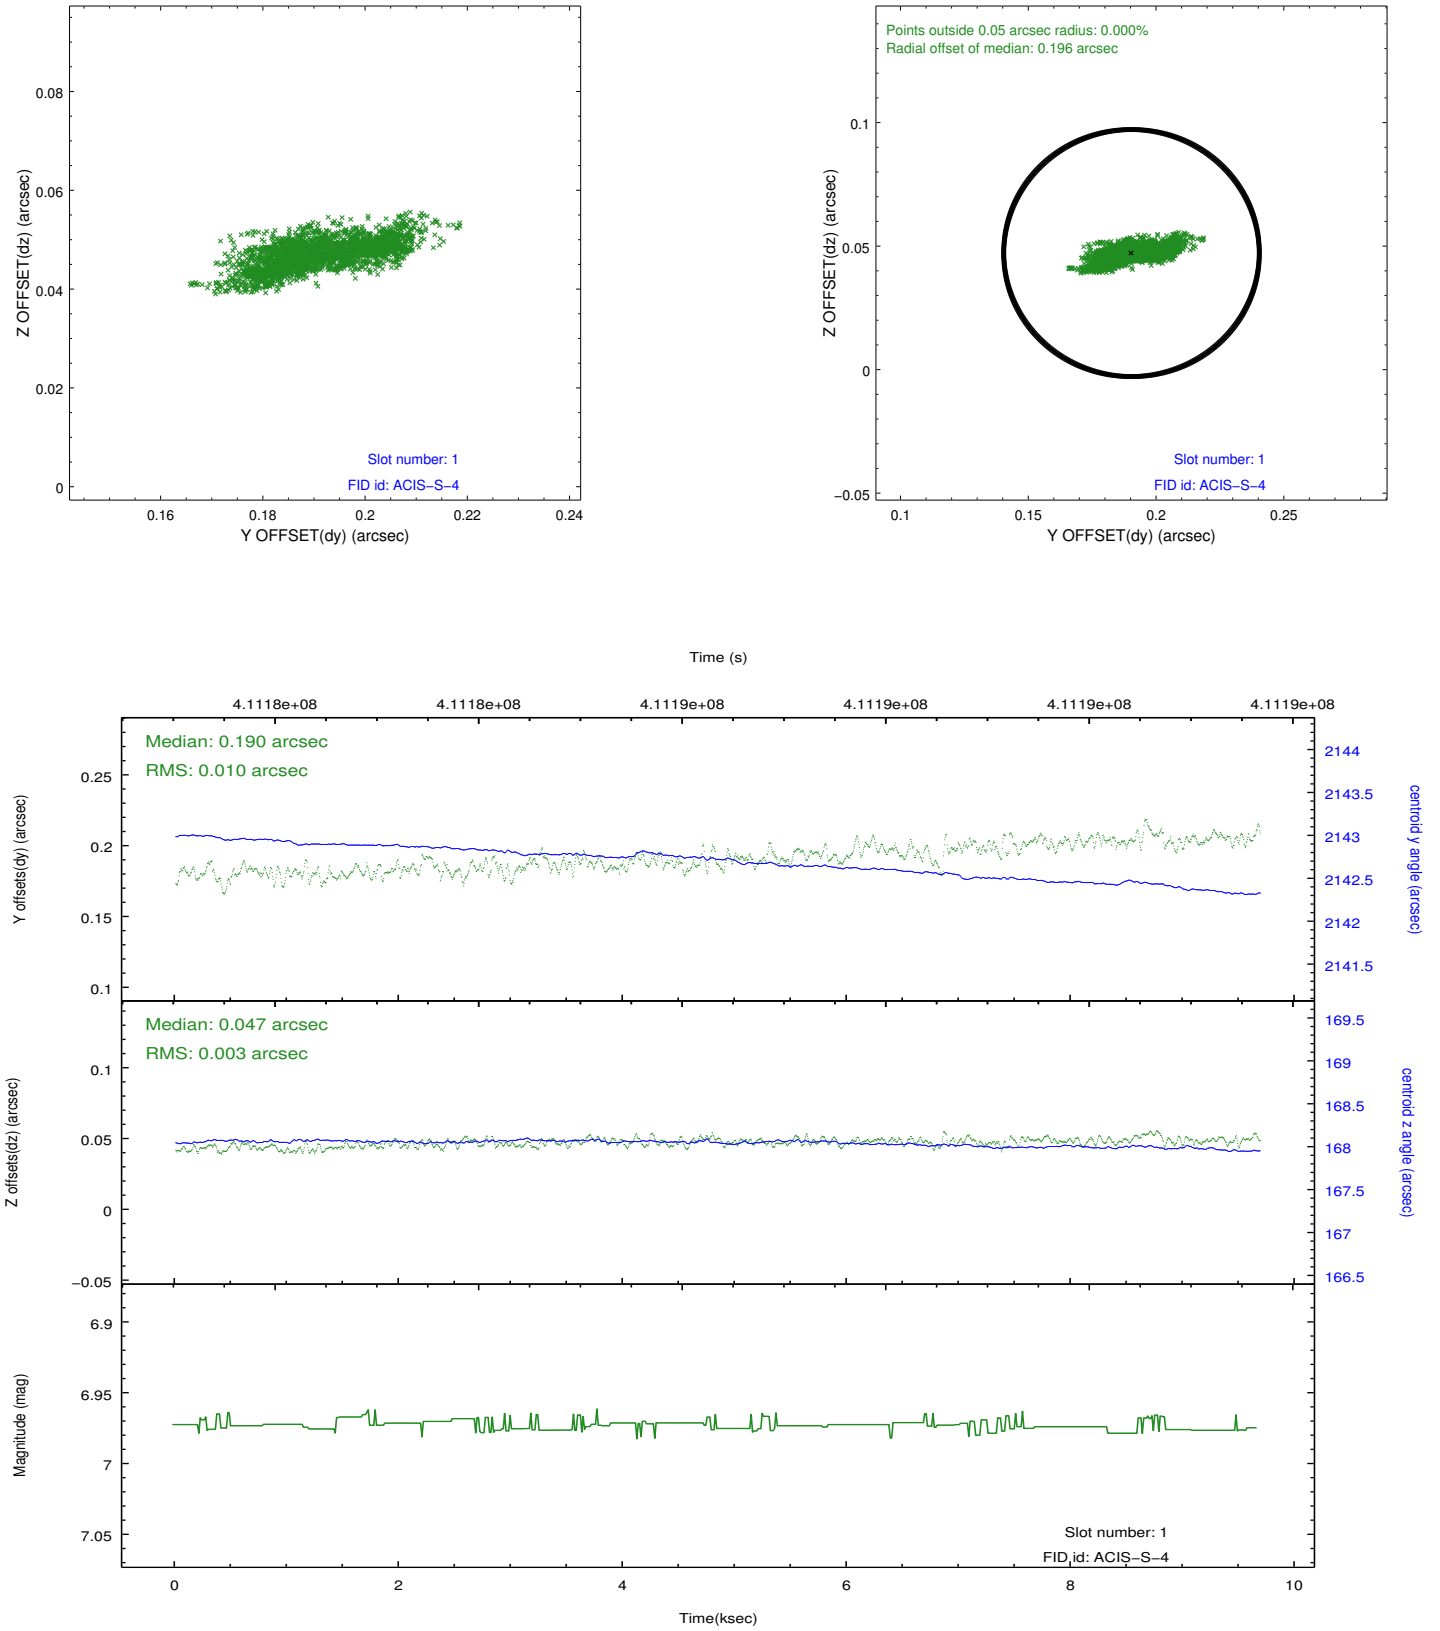 0.08
0.06
0.04
0.02
0
Z OFFSET(dz) (arcsec)
Slot number: 1
FID id: ACIS−S−4
0.16 0.18 0.2 0.22 0.24
Y OFFSET(dy) (arcsec)
Points outside 0.05 arcsec radius: 0.000%
Radial offset of median: 0.196 arcsec
0.1
0.05
0
−0.05
Z OFFSET(dz) (arcsec)
Slot number: 1
FID id: ACIS−S−4
0.1 0.15 0.2 0.25
Y OFFSET(dy) (arcsec)
Time (s)
4.1118e+08 4.1118e+08 4.1119e+08 4.1119e+08 4.1119e+08 4.1119e+08
Median: 0.190 arcsec
RMS: 0.010 arcsec
0.25
0.2
0.15
0.1
Y offsets(dy) (arcsec)
2144
2143.5
2143
2142.5
2142
2141.5
centroid y angle (arcsec)
Median: 0.047 arcsec
RMS: 0.003 arcsec
0.1
0.05
0
−0.05
Z offsets(dz) (arcsec)
169.5
169
168.5
168
167.5
167
166.5
centroid z angle (arcsec)
6.9
6.95
7
7.05
Magnitude (mag)
Slot number: 1
FID id: ACIS−S−4
0 2 4 6 8 10
Time(ksec)